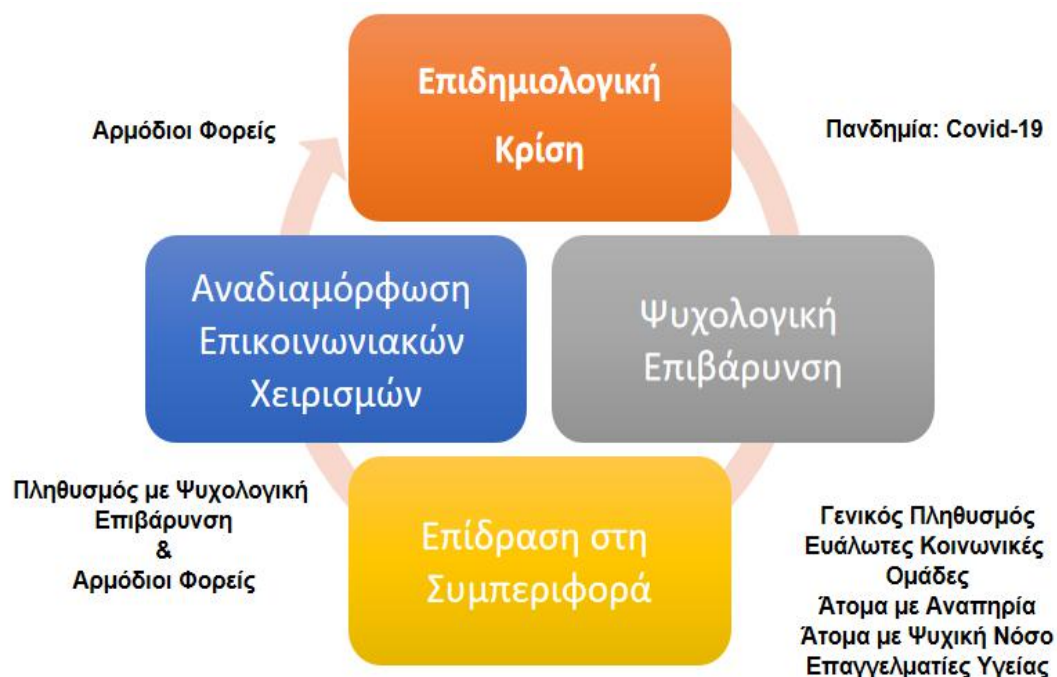 Επιδημιολογική
Κρίση
Αρμόδιοι Φορείς
Πανδημία: Covid-19
Αναδιαμόρφωση
Επικοινωνιακών
Χειρισμών
Ψυχολογική
Επιβάρυνση
Πληθυσμός με Ψυχολογική
Επιβάρυνση
&
Αρμόδιοι Φορείς
Επίδραση στη
Συμπεριφορά
Γενικός Πληθυσμός
Ευάλωτες Κοινωνικές
Ομάδες
Άτομα με Αναπηρία
Άτομα με Ψυχική Νόσο
Επαγγελματίες Υγείας